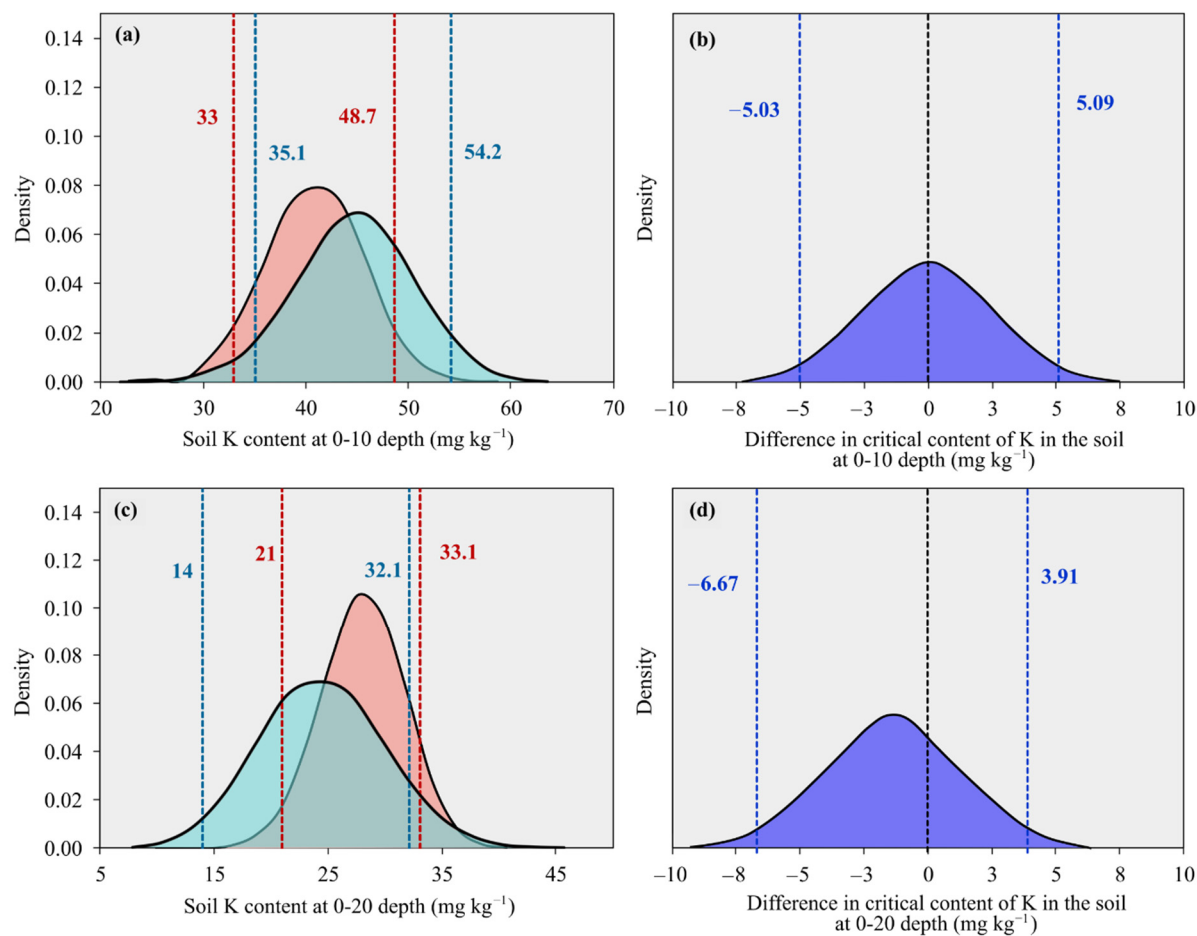 (a)
0.14
0.12
0.10
0.08
0.06
0.04
0.02
0.00
Density
33
48.7
35.1
54.2
20 30 40 50 60 70
Soil K content at 0-10 depth (mg kg⁻¹)
(b)
Density
−5.03
5.09
−10 −8 −5 −3 0 3 5 8 10
Difference in critical content of K in the soil
at 0-10 depth (mg kg⁻¹)
(c)
0.14
0.12
0.10
0.08
0.06
0.04
0.02
0.00
Density
14
21
32.1
33.1
5 15 25 35 45
Soil K content at 0-20 depth (mg kg⁻¹)
(d)
Density
−6.67
3.91
−10 −8 −5 −3 0 3 5 8 10
Difference in critical content of K in the soil
at 0-20 depth (mg kg⁻¹)